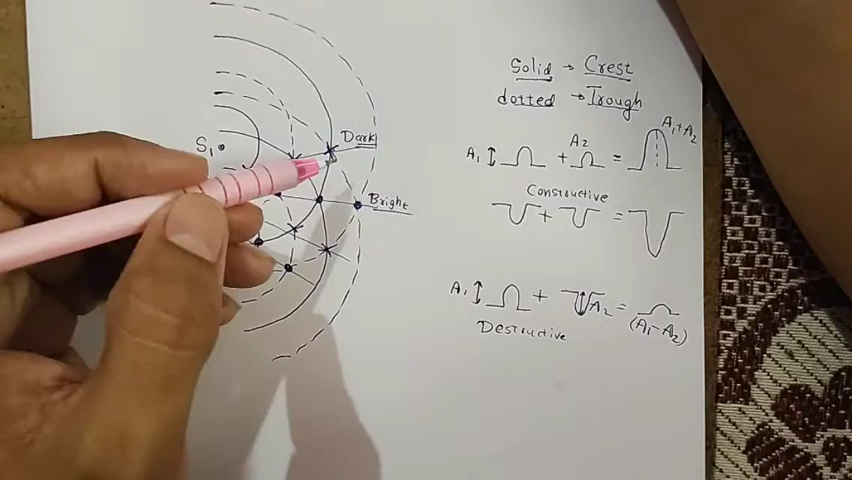 Solid → Crest
dotted → Trough
S1
Dark
Bright
A1 + A2 = A1+A2
Constructive
+ =
A1 + A2 = (A1-A2)
Destructive